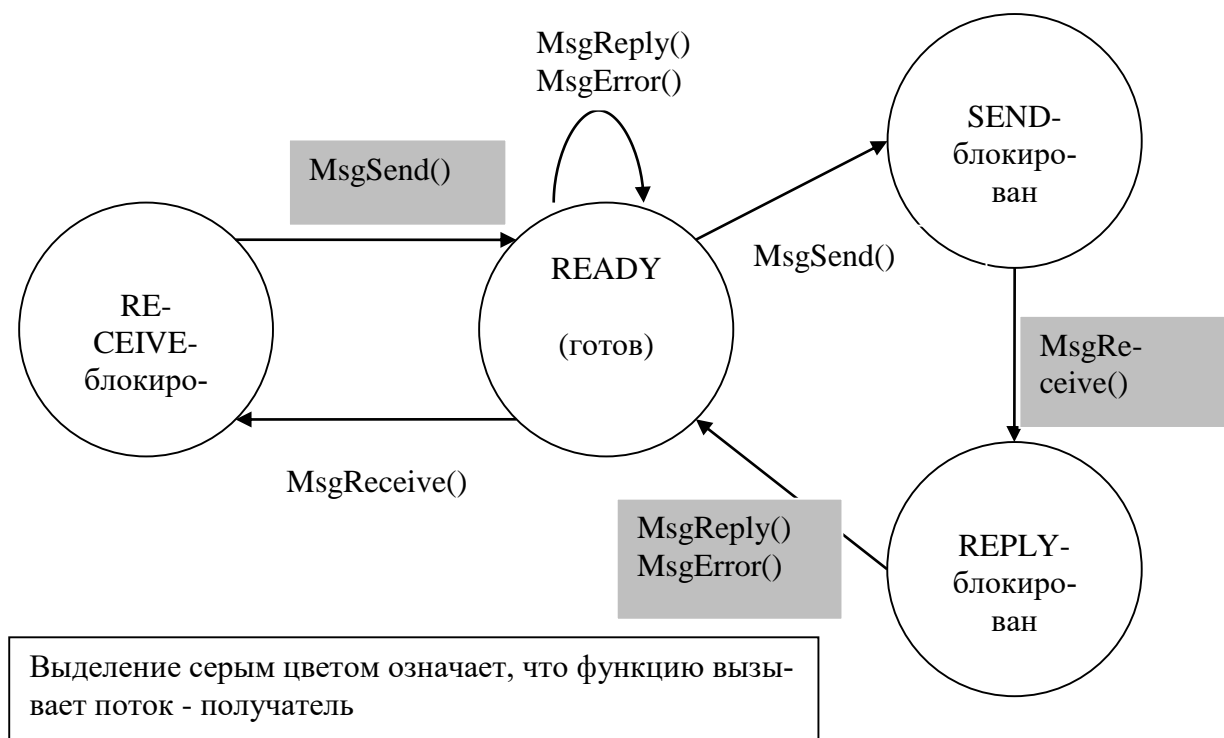 MsgReply()
MsgError()
SEND-
блокиро-
ван
MsgSend()
READY
(готов)
MsgSend()
RE-
CEIVE-
блокиро-
MsgRe-
ceive()
MsgReceive()
MsgReply()
MsgError()
REPLY-
блокиро-
ван
Выделение серым цветом означает, что функцию вызы-
вает поток - получатель